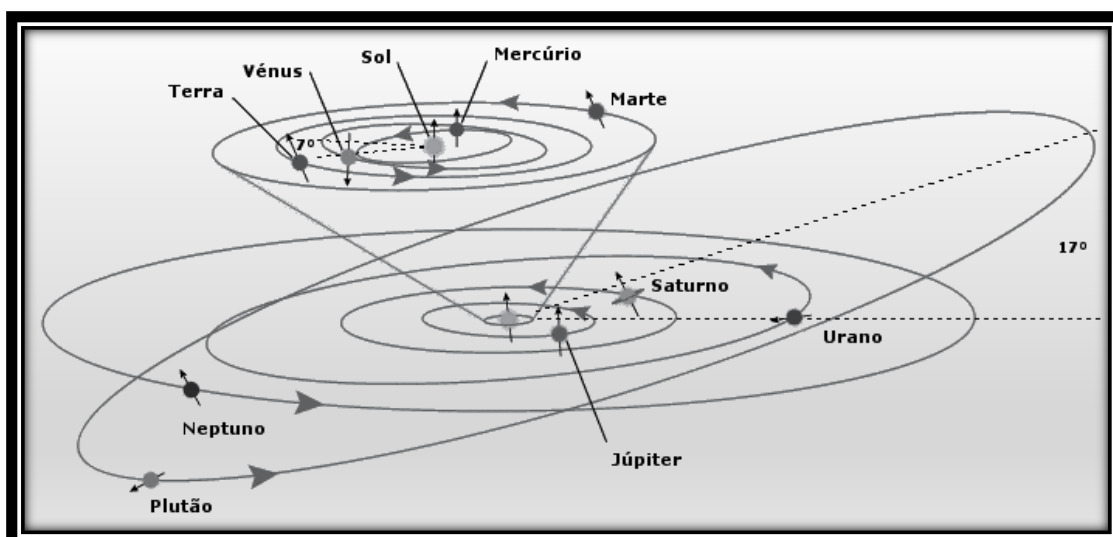 Sol
Mercúrio
Vénus
Terra
Marte
7º
17º
Saturno
Urano
Neptuno
Júpiter
Plutão